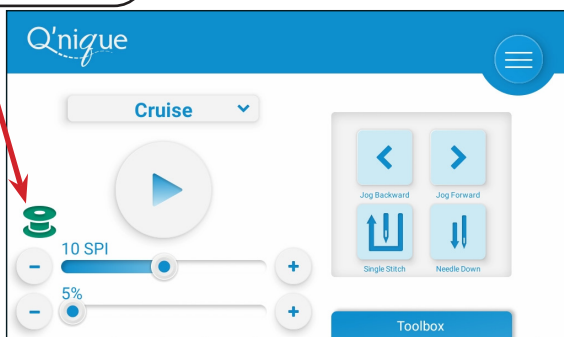 Q'nique
Cruise
Jog Backward
Jog Forward
Single Stitch
Needle Down
10 SPI
5%
Toolbox